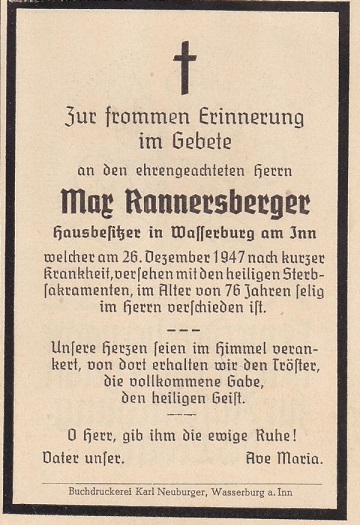 Zur frommen Erinnerung
im Gebete
an den ehrengeachteten Herrn
Max Rannersberger
Hausbesitzer in Wasserburg am Inn
welcher am 26. Dezember 1947 nach kurzer
Krankheit, versehen mit den heiligen Sterb-
sakramenten, im Alter von 76 Jahren selig
im Herrn verschieden ist.
Unsere Herzen seien im Himmel veran-
kert, von dort erhalten wir den Tröster,
die vollkommene Gabe,
den heiligen Geist.
O Herr, gib ihm die ewige Ruhe!
Vater unser. Ave Maria.
Buchdruckerei Karl Neuburger, Wasserburg a. Inn